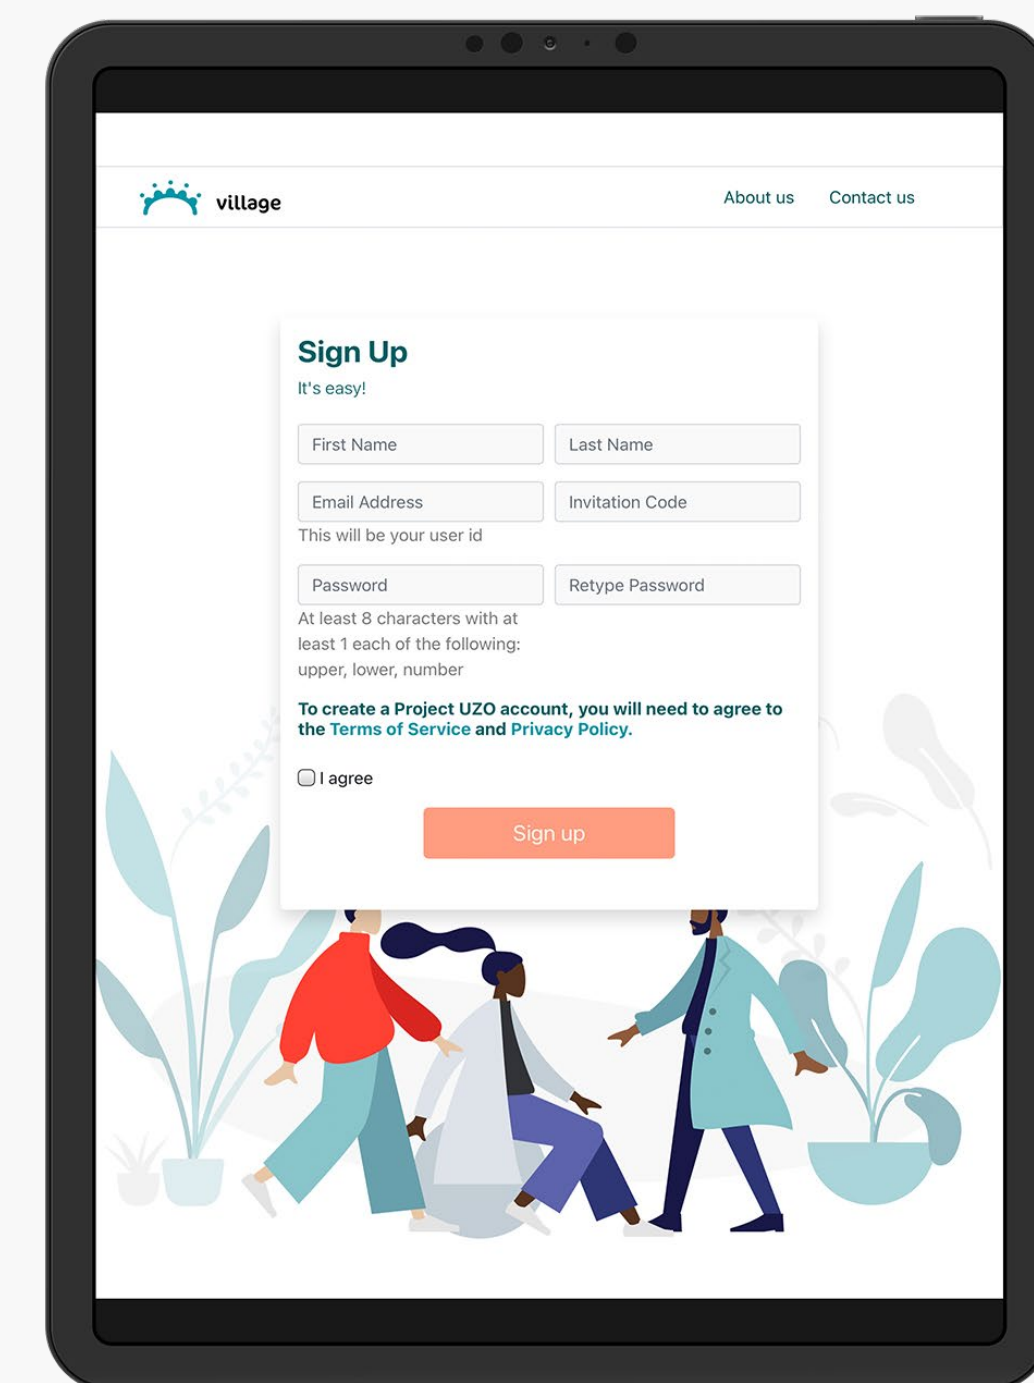 village
About us Contact us
Sign Up
It's easy!
First Name Last Name
Email Address Invitation Code
This will be your user id
Password Retype Password
At least 8 characters with at
least 1 each of the following:
upper, lower, number
To create a Project UZO account, you will need to agree to
the Terms of Service and Privacy Policy.
I agree
Sign up